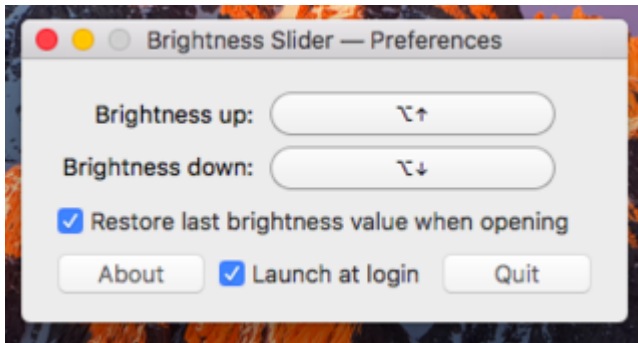 Brightness Slider — Preferences
Brightness up: ⌥↑
Brightness down: ⌥↓
Restore last brightness value when opening
About Launch at login Quit